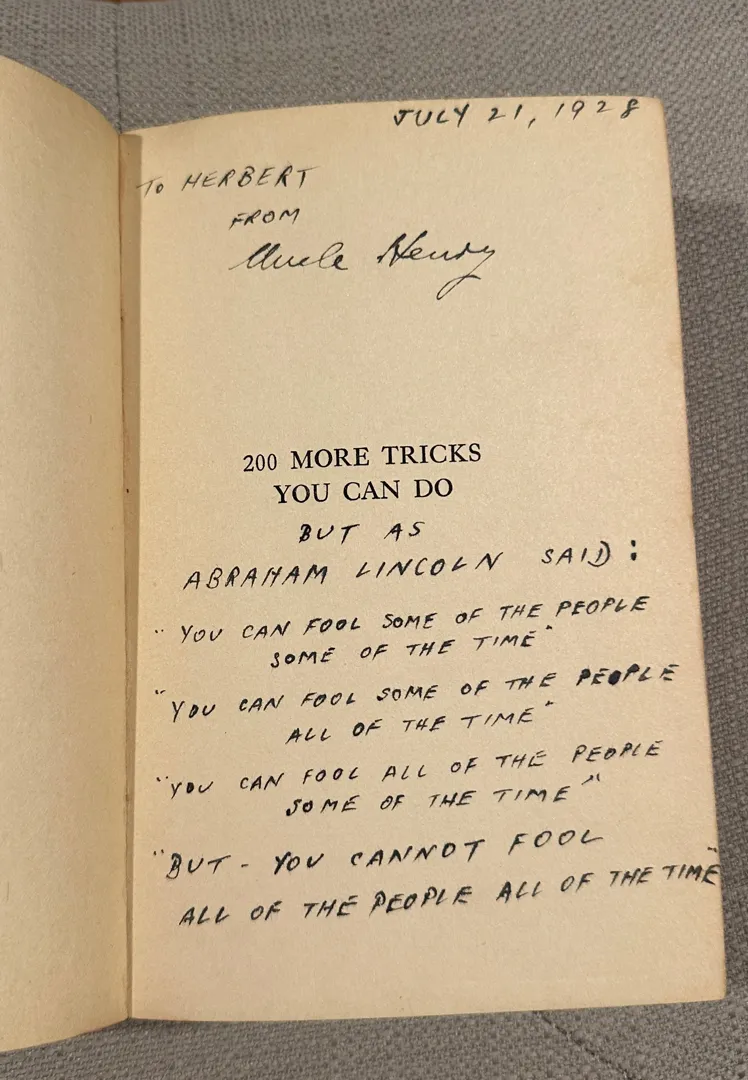 JULY 21, 1928
TO HERBERT
FROM
Uncle Henry
200 MORE TRICKS
YOU CAN DO
BUT AS
ABRAHAM LINCOLN SAID:
"YOU CAN FOOL SOME OF THE PEOPLE
SOME OF THE TIME"
"YOU CAN FOOL SOME OF THE PEOPLE
ALL OF THE TIME"
"YOU CAN FOOL ALL OF THE PEOPLE
SOME OF THE TIME"
"BUT - YOU CANNOT FOOL
ALL OF THE PEOPLE ALL OF THE TIME"